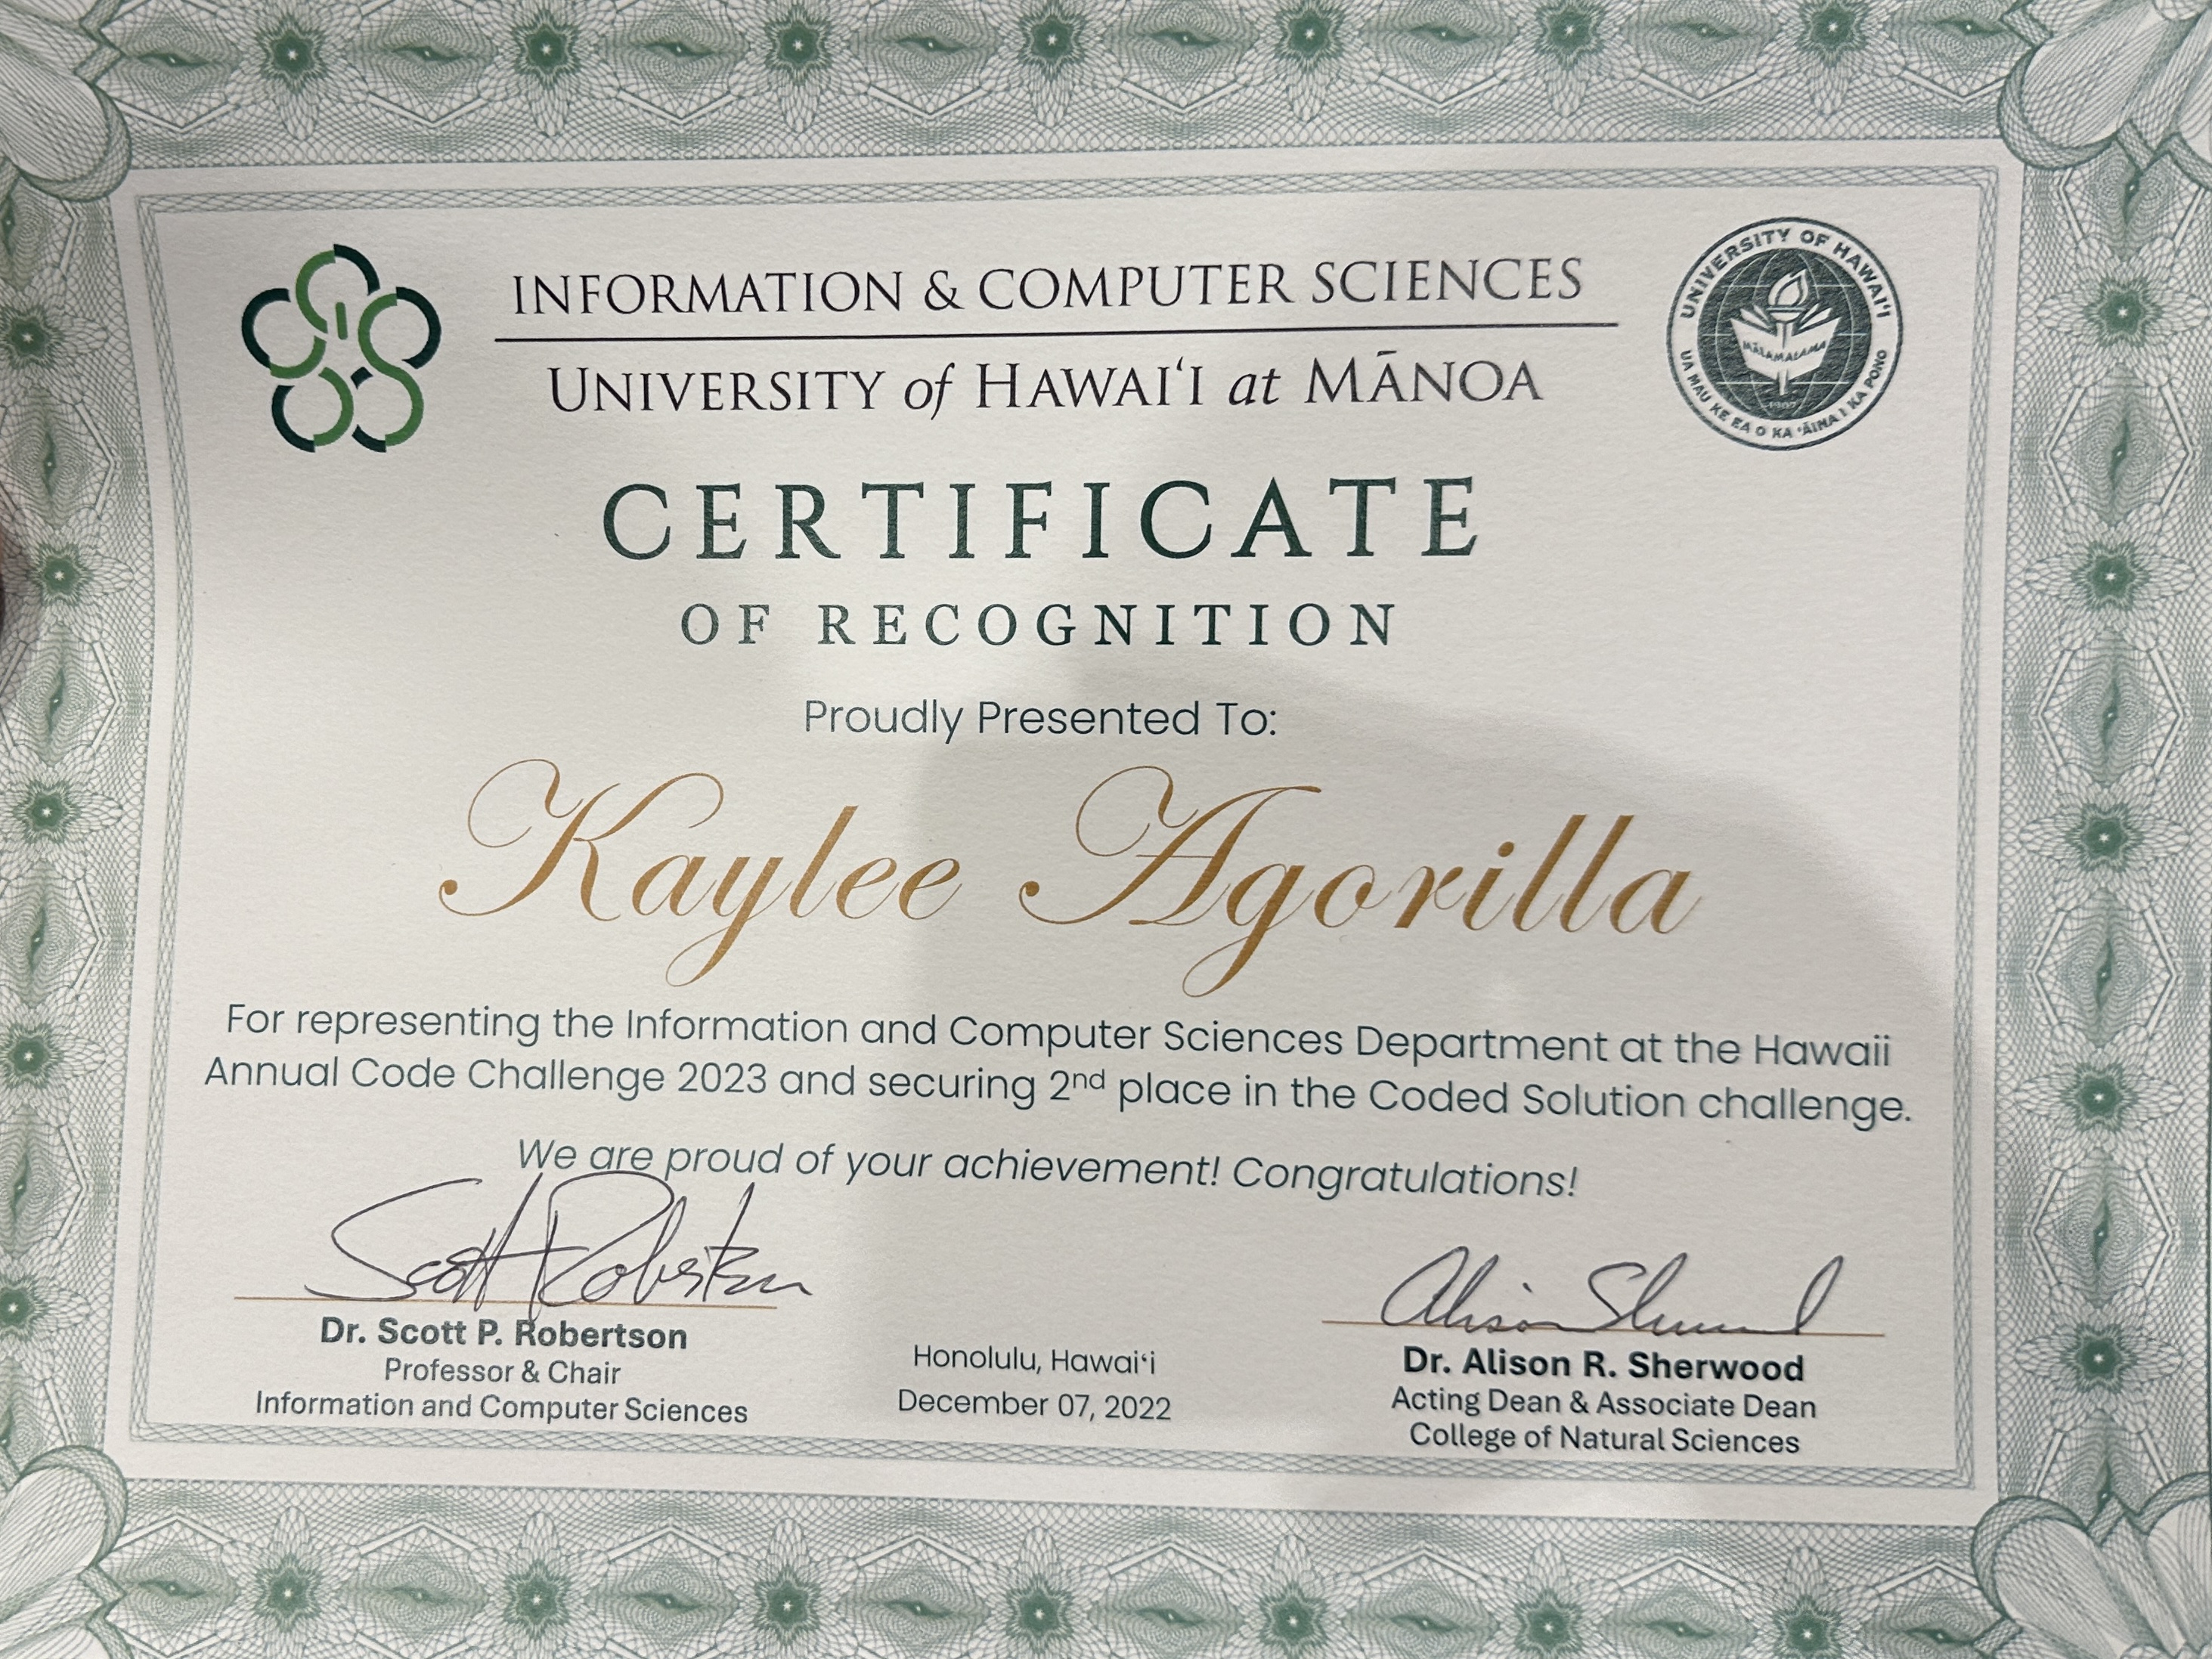 INFORMATION & COMPUTER SCIENCES
UNIVERSITY of HAWAIʻI at MĀNOA
UNIVERSITY OF HAWAIʻI
MĀLAMALAMA
1907
UA MAU KE EA O KA ʻĀINA I KA PONO
CERTIFICATE
OF RECOGNITION
Proudly Presented To:
Kaylee Agorilla
For representing the Information and Computer Sciences Department at the Hawaii
Annual Code Challenge 2023 and securing 2nd place in the Coded Solution challenge.
We are proud of your achievement! Congratulations!
Scott Robertson
Dr. Scott P. Robertson
Professor & Chair
Information and Computer Sciences
Honolulu, Hawaiʻi
December 07, 2022
Alison Sherwood
Dr. Alison R. Sherwood
Acting Dean & Associate Dean
College of Natural Sciences